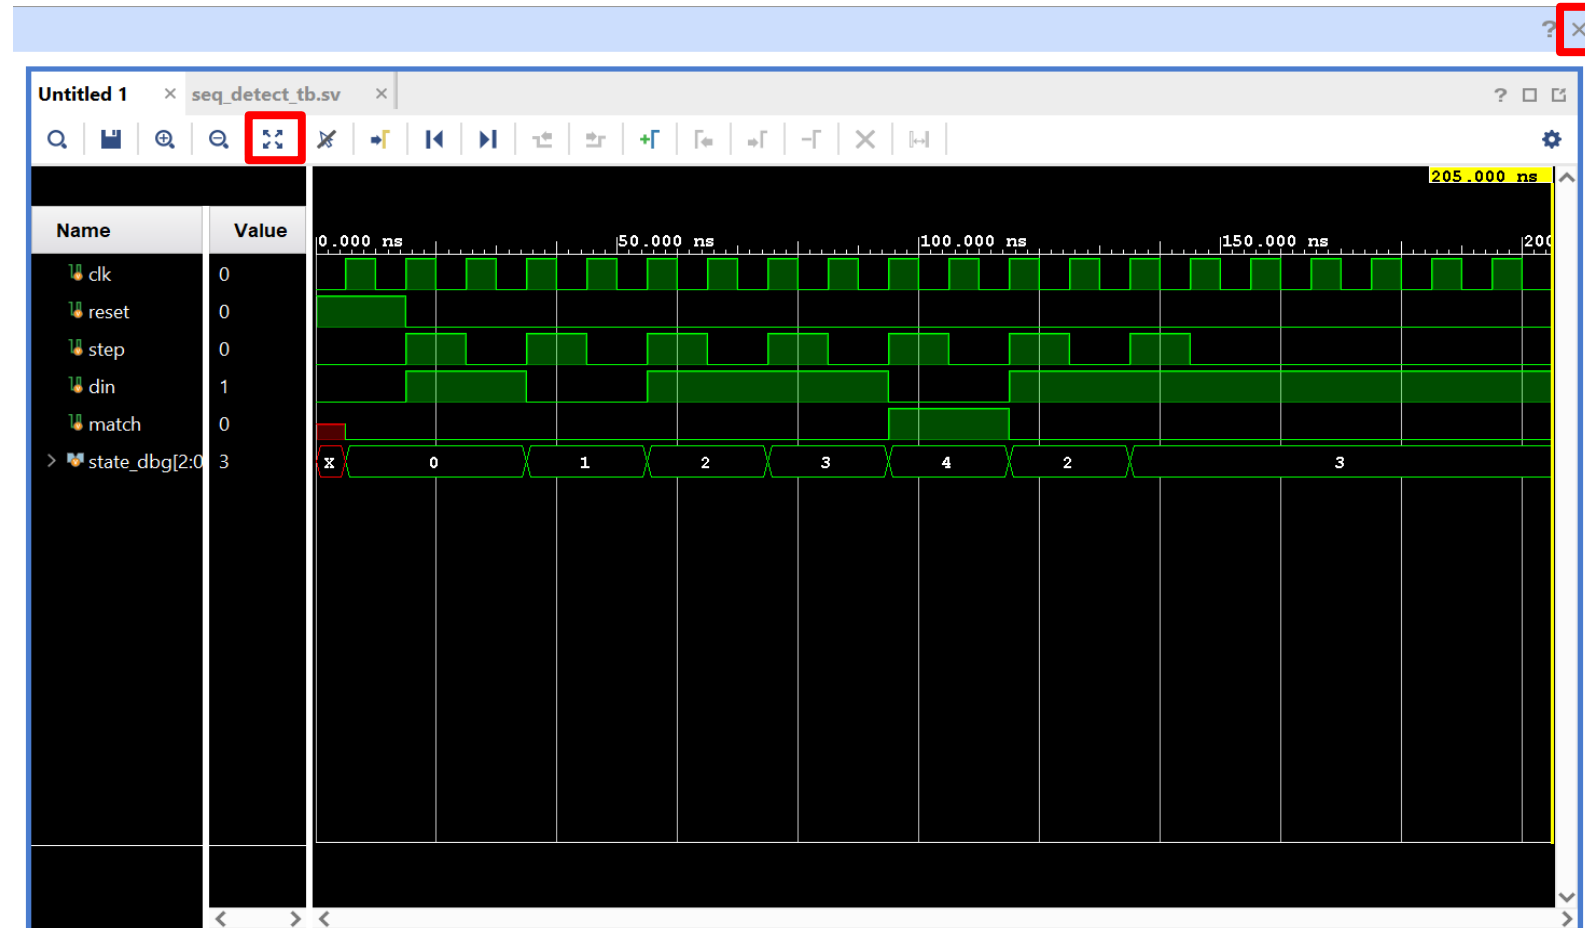 ?
Untitled 1 seq_detect_tb.sv ?
205.000 ns
Name Value
0.000 ns 50.000 ns 100.000 ns 150.000 ns 200
clk 0
reset 0
step 0
din 1
match 0
state_dbg[2:0 3 X 0 1 2 3 4 2 3